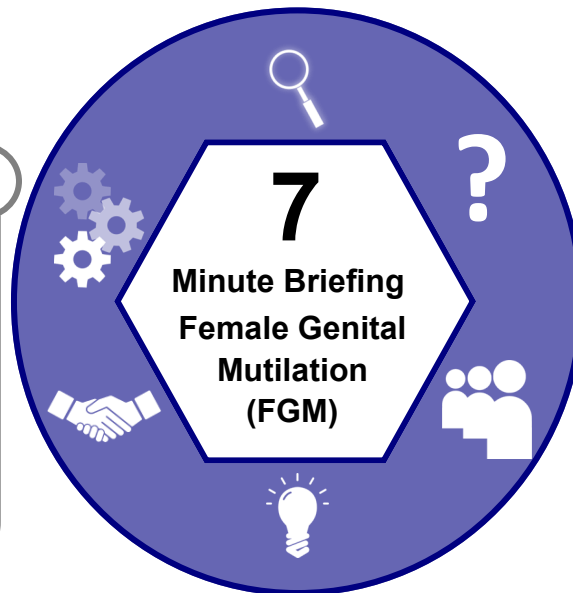 7
Minute Briefing
Female Genital
Mutilation
(FGM)
?